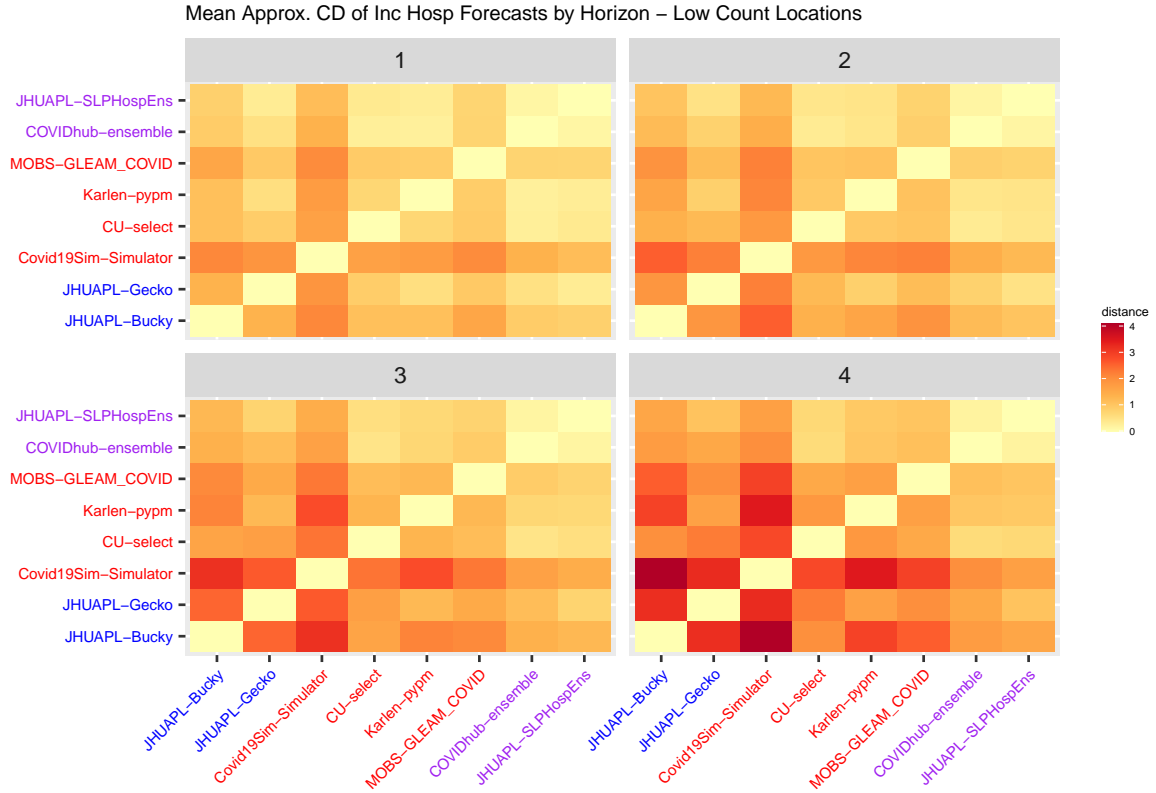 Mean Approx. CD of Inc Hosp Forecasts by Horizon − Low Count Locations
1
2
JHUAPL−SLPHospEns
COVIDhub−ensemble
MOBS−GLEAM_COVID
Karlen−pypm
CU−select
Covid19Sim−Simulator
JHUAPL−Gecko
JHUAPL−Bucky
3
4
JHUAPL−SLPHospEns
COVIDhub−ensemble
MOBS−GLEAM_COVID
Karlen−pypm
CU−select
Covid19Sim−Simulator
JHUAPL−Gecko
JHUAPL−Bucky
JHUAPL−Bucky
JHUAPL−Gecko
Covid19Sim−Simulator
CU−select
Karlen−pypm
MOBS−GLEAM_COVID
COVIDhub−ensemble
JHUAPL−SLPHospEns
JHUAPL−Bucky
JHUAPL−Gecko
Covid19Sim−Simulator
CU−select
Karlen−pypm
MOBS−GLEAM_COVID
COVIDhub−ensemble
JHUAPL−SLPHospEns
distance
4
3
2
1
0